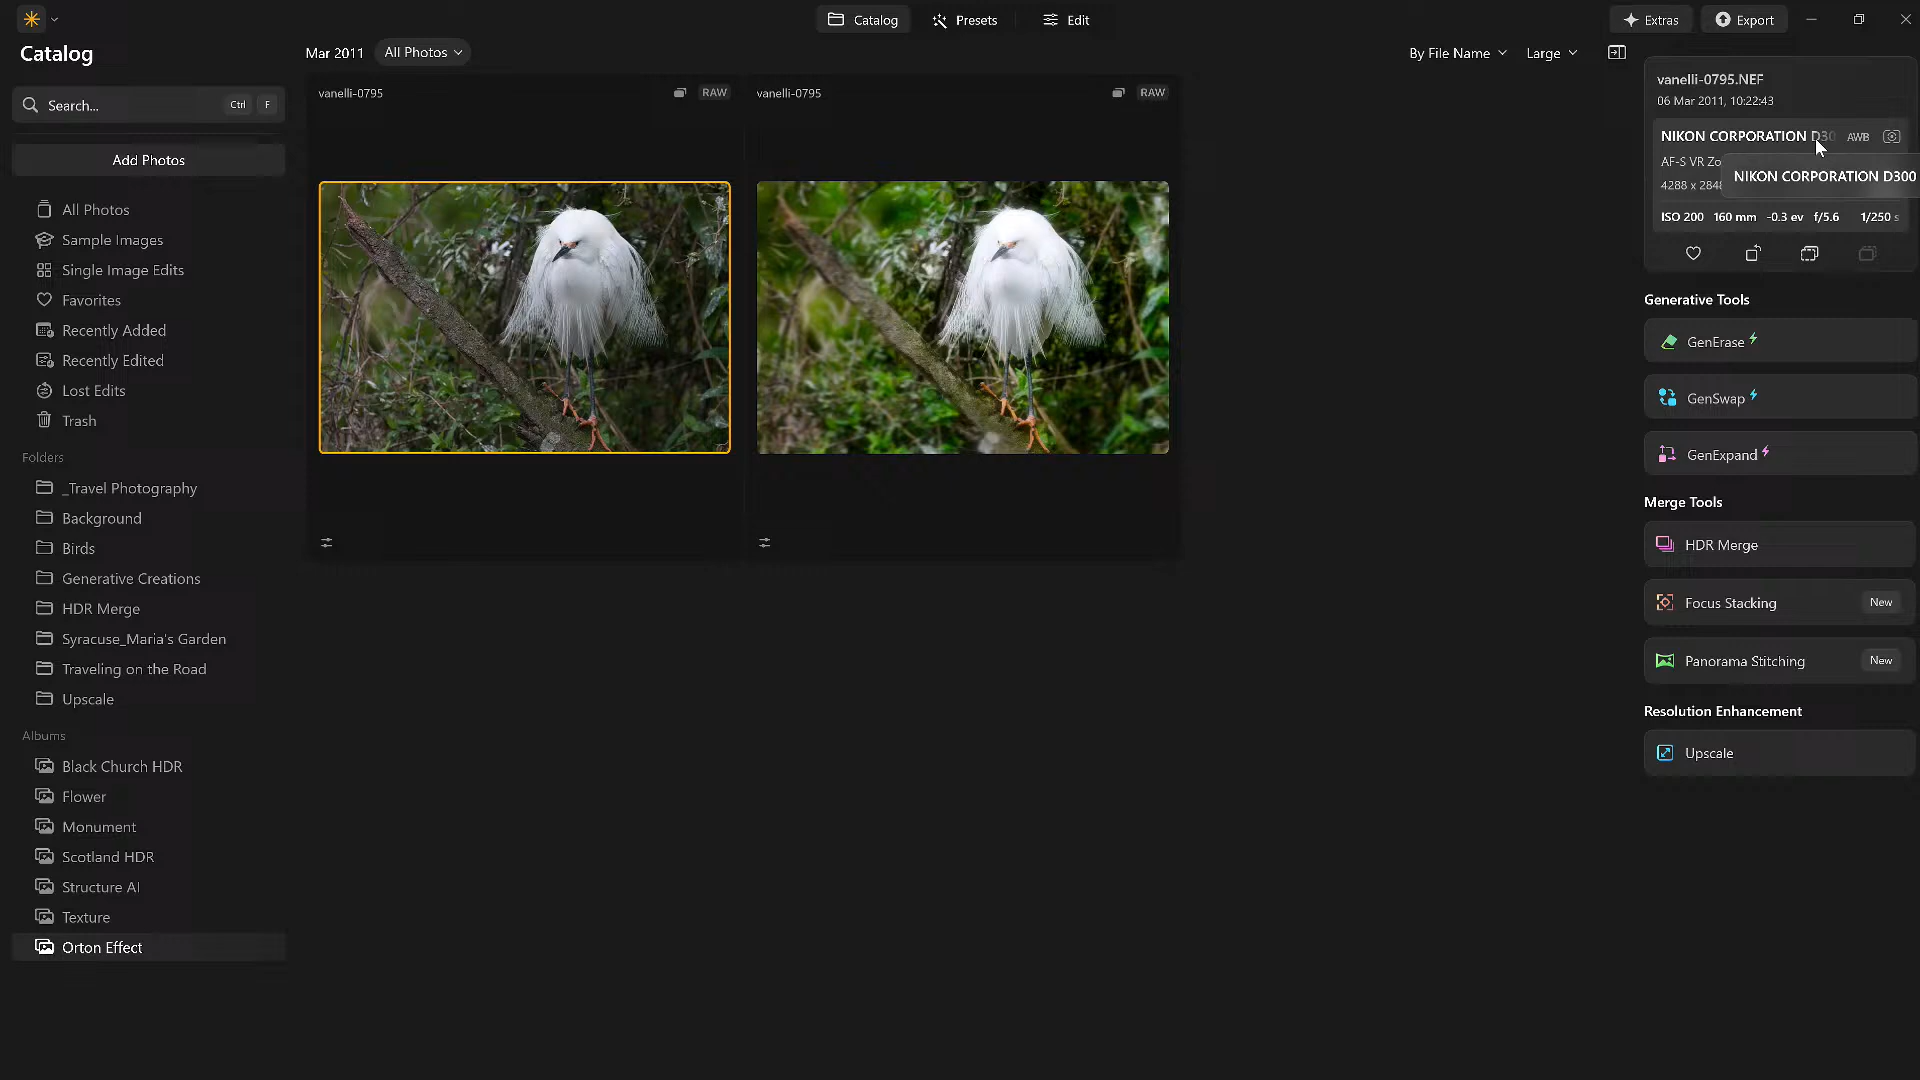 Catalog
Presets
Edit
Extras
Export
Catalog
Mar 2011
All Photos
By File Name
Large
Search...
Ctrl
F
Add Photos
All Photos
Sample Images
Single Image Edits
Favorites
Recently Added
Recently Edited
Lost Edits
Trash
Folders
_Travel Photography
Background
Birds
Generative Creations
HDR Merge
Syracuse_Maria's Garden
Traveling on the Road
Upscale
Albums
Black Church HDR
Flower
Monument
Scotland HDR
Structure AI
Texture
Orton Effect
vanelli-0795
RAW
vanelli-0795
RAW
vanelli-0795.NEF
06 Mar 2011, 10:22:43
NIKON CORPORATION D30
AWB
AF-S VR Zo
NIKON CORPORATION D300
4288 x 2848
ISO 200 160 mm -0.3 ev f/5.6 1/250 s
Generative Tools
GenErase
GenSwap
GenExpand
Merge Tools
HDR Merge
Focus Stacking
New
Panorama Stitching
New
Resolution Enhancement
Upscale